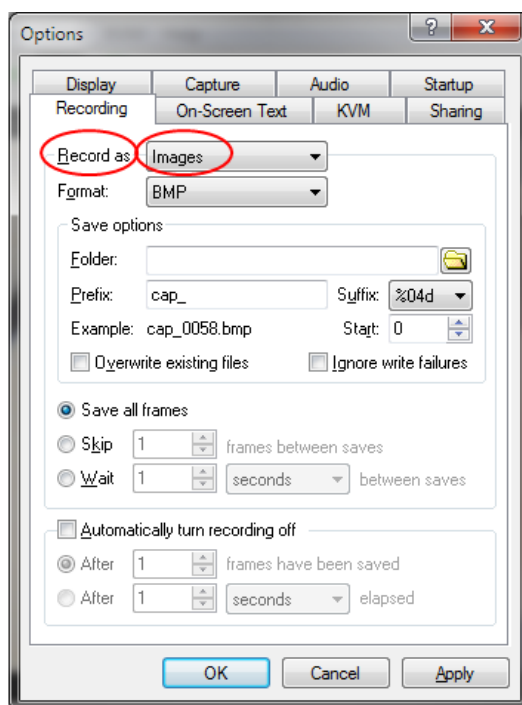 Options
Display Capture Audio Startup
Recording On-Screen Text KVM Sharing
Record as Images
Format: BMP
Save options
Folder:
Prefix: cap_ Suffix: %04d
Example: cap_0058.bmp Start: 0
Overwrite existing files Ignore write failures
Save all frames
Skip 1 frames between saves
Wait 1 seconds between saves
Automatically turn recording off
After 1 frames have been saved
After 1 seconds elapsed
OK Cancel Apply